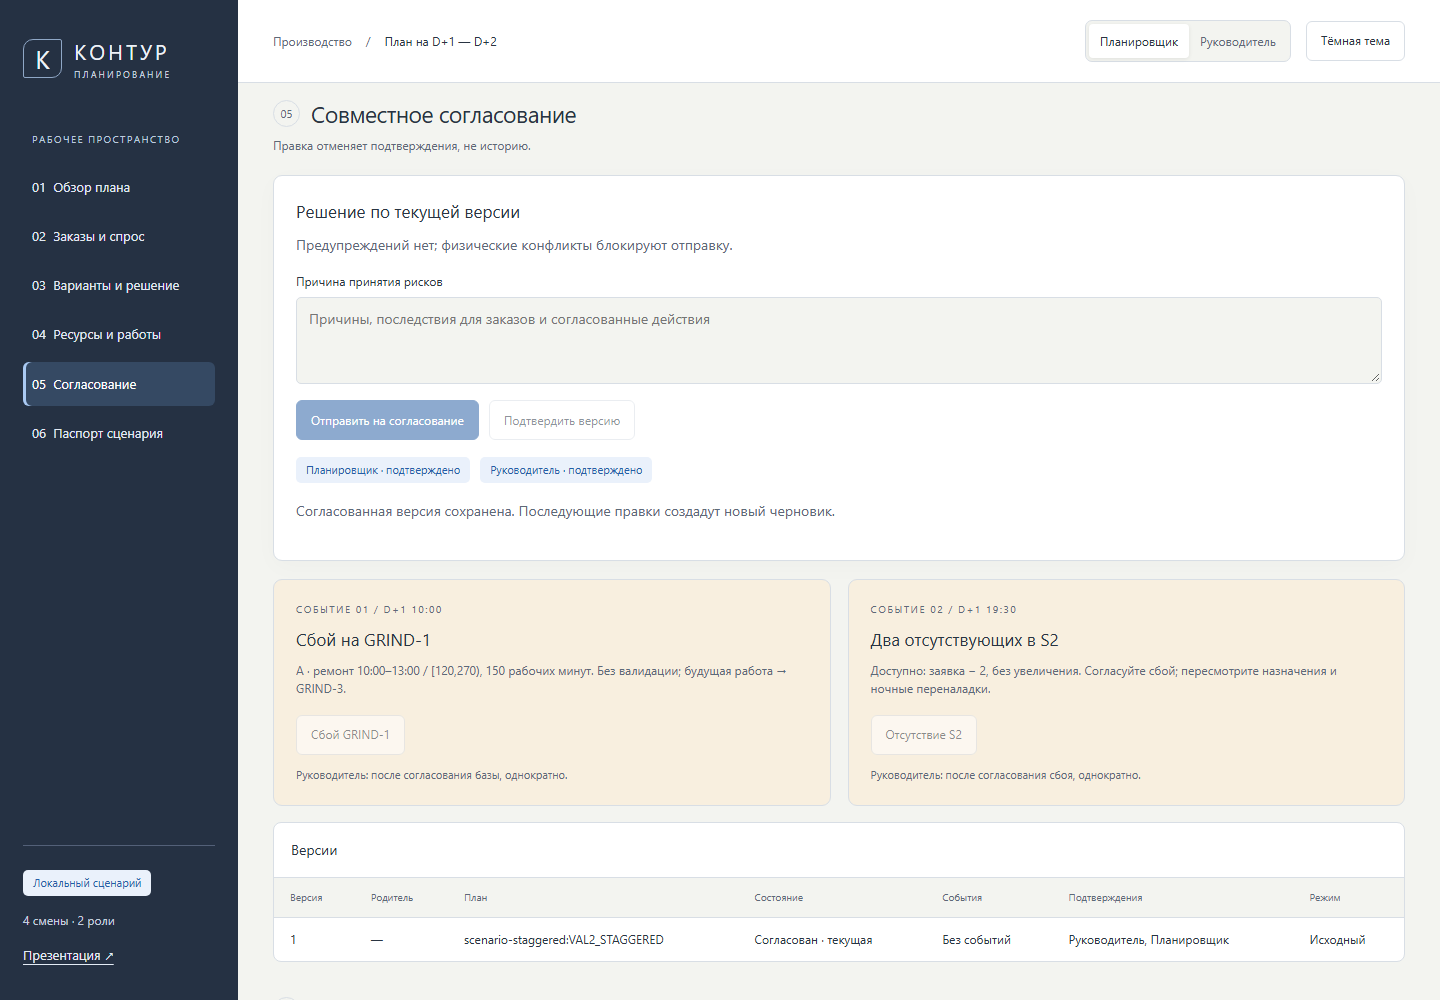 К КОНТУР
ПЛАНИРОВАНИЕ
РАБОЧЕЕ ПРОСТРАНСТВО
01 Обзор плана
02 Заказы и спрос
03 Варианты и решение
04 Ресурсы и работы
05 Согласование
06 Паспорт сценария
Локальный сценарий
4 смены · 2 роли
Презентация ↗
Производство / План на D+1 — D+2
Планировщик Руководитель Тёмная тема
05 Совместное согласование
Правка отменяет подтверждения, не историю.
Решение по текущей версии
Предупреждений нет; физические конфликты блокируют отправку.
Причина принятия рисков
Причины, последствия для заказов и согласованные действия
Отправить на согласование Подтвердить версию
Планировщик · подтверждено Руководитель · подтверждено
Согласованная версия сохранена. Последующие правки создадут новый черновик.
СОБЫТИЕ 01 / D+1 10:00
Сбой на GRIND-1
A · ремонт 10:00–13:00 / [120,270), 150 рабочих минут. Без валидации; будущая работа →
GRIND-3.
Сбой GRIND-1
Руководитель: после согласования базы, однократно.
СОБЫТИЕ 02 / D+1 19:30
Два отсутствующих в S2
Доступно: заявка − 2, без увеличения. Согласуйте сбой; пересмотрите назначения и
ночные переналадки.
Отсутствие S2
Руководитель: после согласования сбоя, однократно.
Версии
Версия Родитель План Состояние События Подтверждения Режим
1 — scenario-staggered:VAL2_STAGGERED Согласован · текущая Без событий Руководитель, Планировщик Исходный